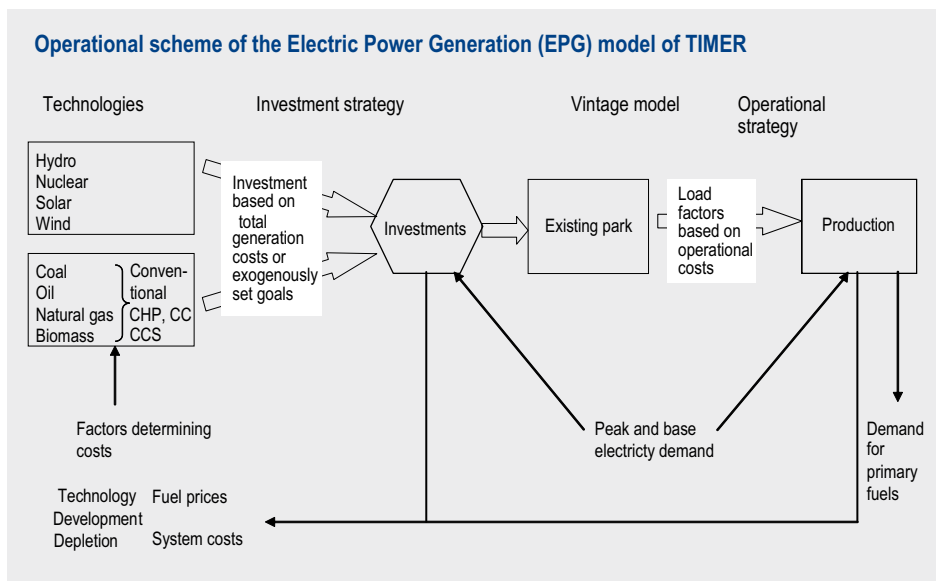 Operational scheme of the Electric Power Generation (EPG) model of TIMER
Technologies
Investment strategy
Vintage model
Operational
strategy
Hydro
Nuclear
Solar
Wind
Coal
Oil
Natural gas
Biomass
Conven-
tional
CHP, CC
CCS
Investment
based on
total
generation
costs or
exogenously
set goals
Investments
Existing park
Load
factors
based on
operational
costs
Production
Factors determining
costs
Peak and base
electricty demand
Demand
for
primary
fuels
Technology
Development
Depletion
Fuel prices
System costs